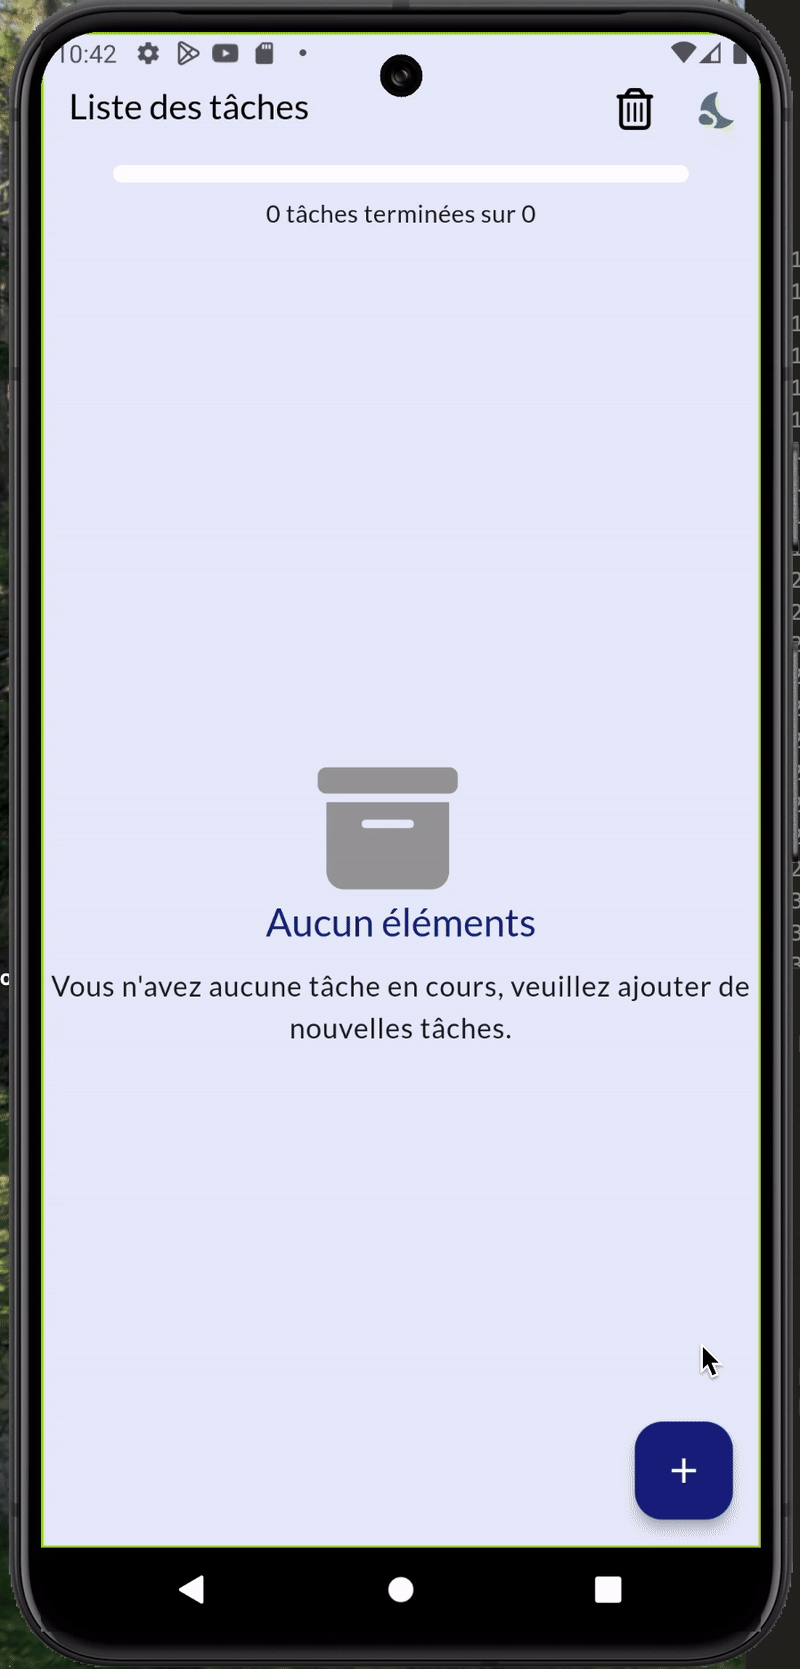 10:42
Liste des tâches
0 tâches terminées sur 0
Aucun éléments
Vous n'avez aucune tâche en cours, veuillez ajouter de
nouvelles tâches.
+